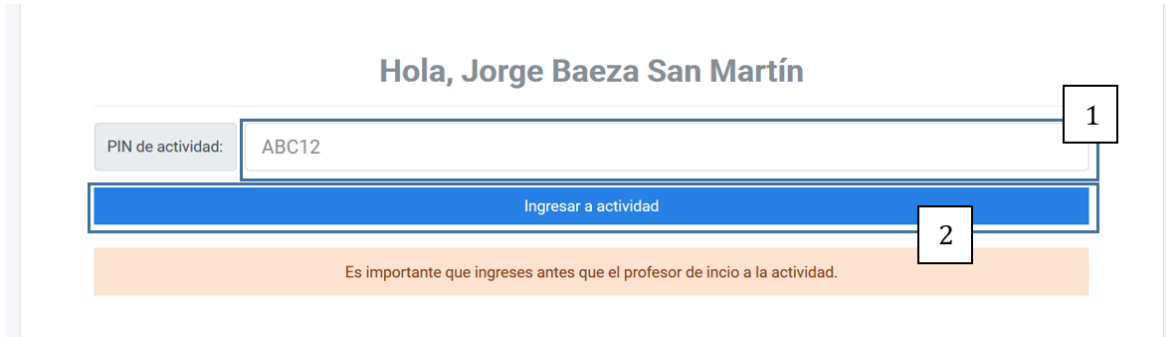 Hola, Jorge Baeza San Martín
1
PIN de actividad: ABC12
Ingresar a actividad
2
Es importante que ingreses antes que el profesor de incio a la actividad.